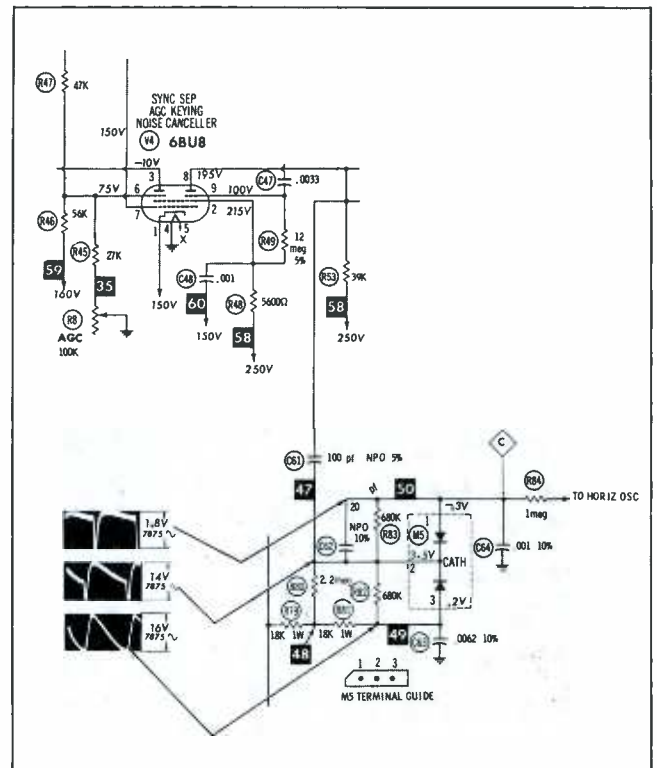 R47 47K
SYNC SEP
AGC KEYING
NOISE CANCELLER
V4 6BU8
150V
-10V
3 8 195V
C47 .0033
75V 6 9 100V
7 2 215V
1 4 5
X
R46 56K
R45 27K
R49 12
meg
5%
59
160V
35
R8
AGC
100K
C48 .001
150V
60
150V
R48 5600Ω
58
250V
R53 39K
58
250V
C61 100 pf NPO 5%
C
47
50
R84
TO HORIZ OSC
1meg
20 pf
NPO
10%
680K
R83
M5
-.3V
1
C64 001 10%
1.8V
7875 ~
3.5V
2
CATH
14V
7875 ~
2.2meg
680K
3
.2V
16V
7875 ~
18K 1W
18K 1W
48
49
.0062 10%
1 2 3
M5 TERMINAL GUIDE